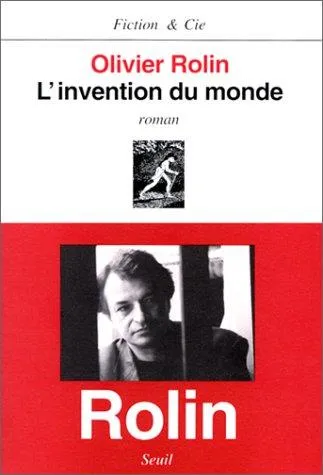 Fiction & Cie
Olivier Rolin
L'invention du monde
roman
Rolin
Seuil